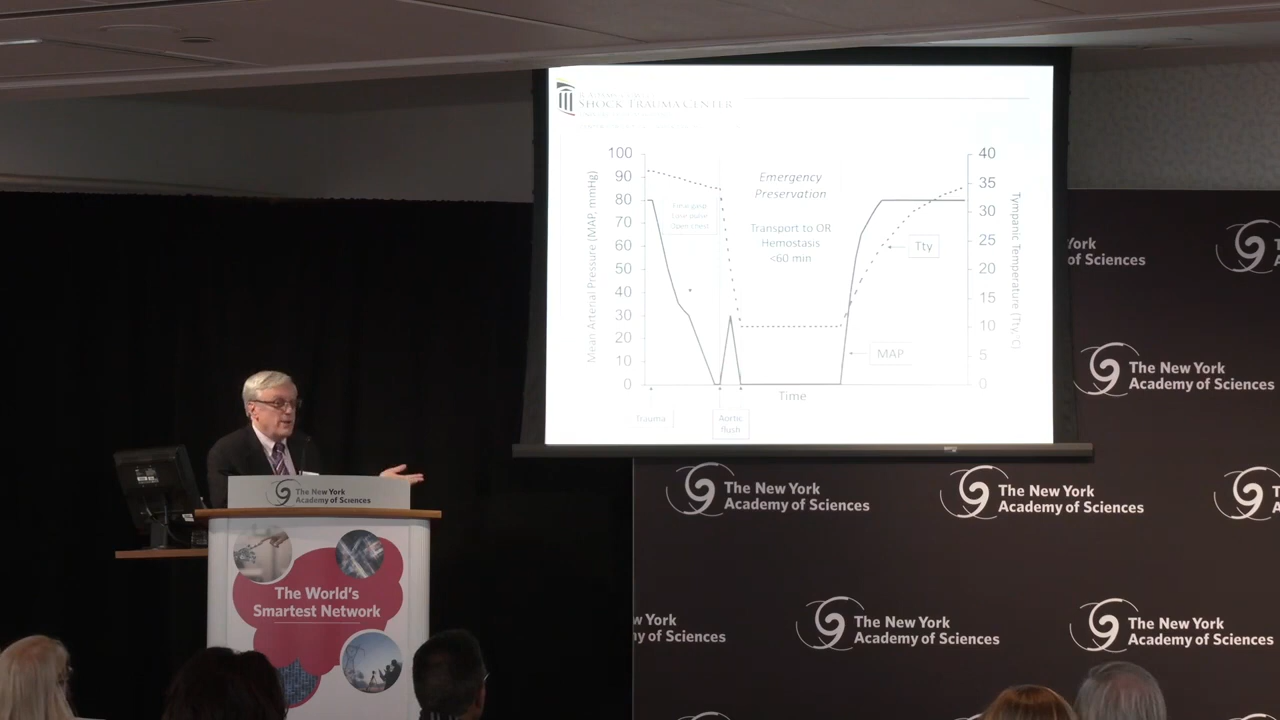 SHOCK TRAUMA CENTER
100
90
80
70
60
50
40
30
20
10
0
Mean Arterial Pressure (MAP, mmHg)
Emergency
Preservation
Transport to OR
Hemostasis
<60 min
Tty
MAP
40
35
30
25
20
15
10
5
0
Tympanic Temperature (Tty,°C)
Time
Trauma
Aortic
flush
The New York
Academy of Sciences
The World's
Smartest Network
York
of Sciences
The New York
Academy of Sciences
The New York
Academy of Sciences
The New York
Academy of Sciences
w York
y of Sciences
The New York
Academy of Sciences
The New York
Academy of Sciences